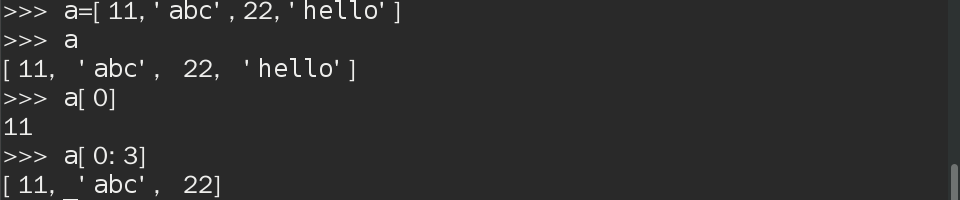 >>> a=[ 11,' abc' , 22,' hello' ]
>>> a
[ 11,  ' abc' ,  22,  ' hello' ]
>>> a[ 0]
11
>>> a[ 0: 3]
[ 11,  ' abc' ,  22]